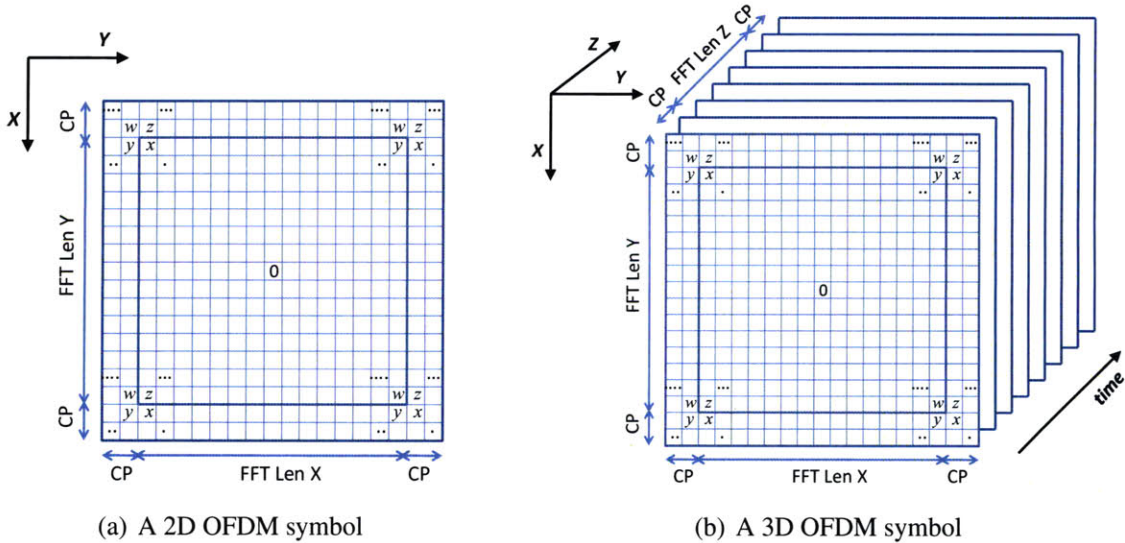 Y
X
CP
FFT Len Y
CP
.... ... .... ...
w z w z
y x y x
.. . .. .
0
.... ... .... ...
w z w z
y x y x
.. . .. .
CP FFT Len X CP
(a) A 2D OFDM symbol
Z
Y
X
CP
FFT Len Z
CP
CP
FFT Len Y
CP
.... ... .... ...
w z w z
y x y x
.. . .. .
0
.... ... .... ...
w z w z
y x y x
.. . .. .
time
CP FFT Len X CP
(b) A 3D OFDM symbol